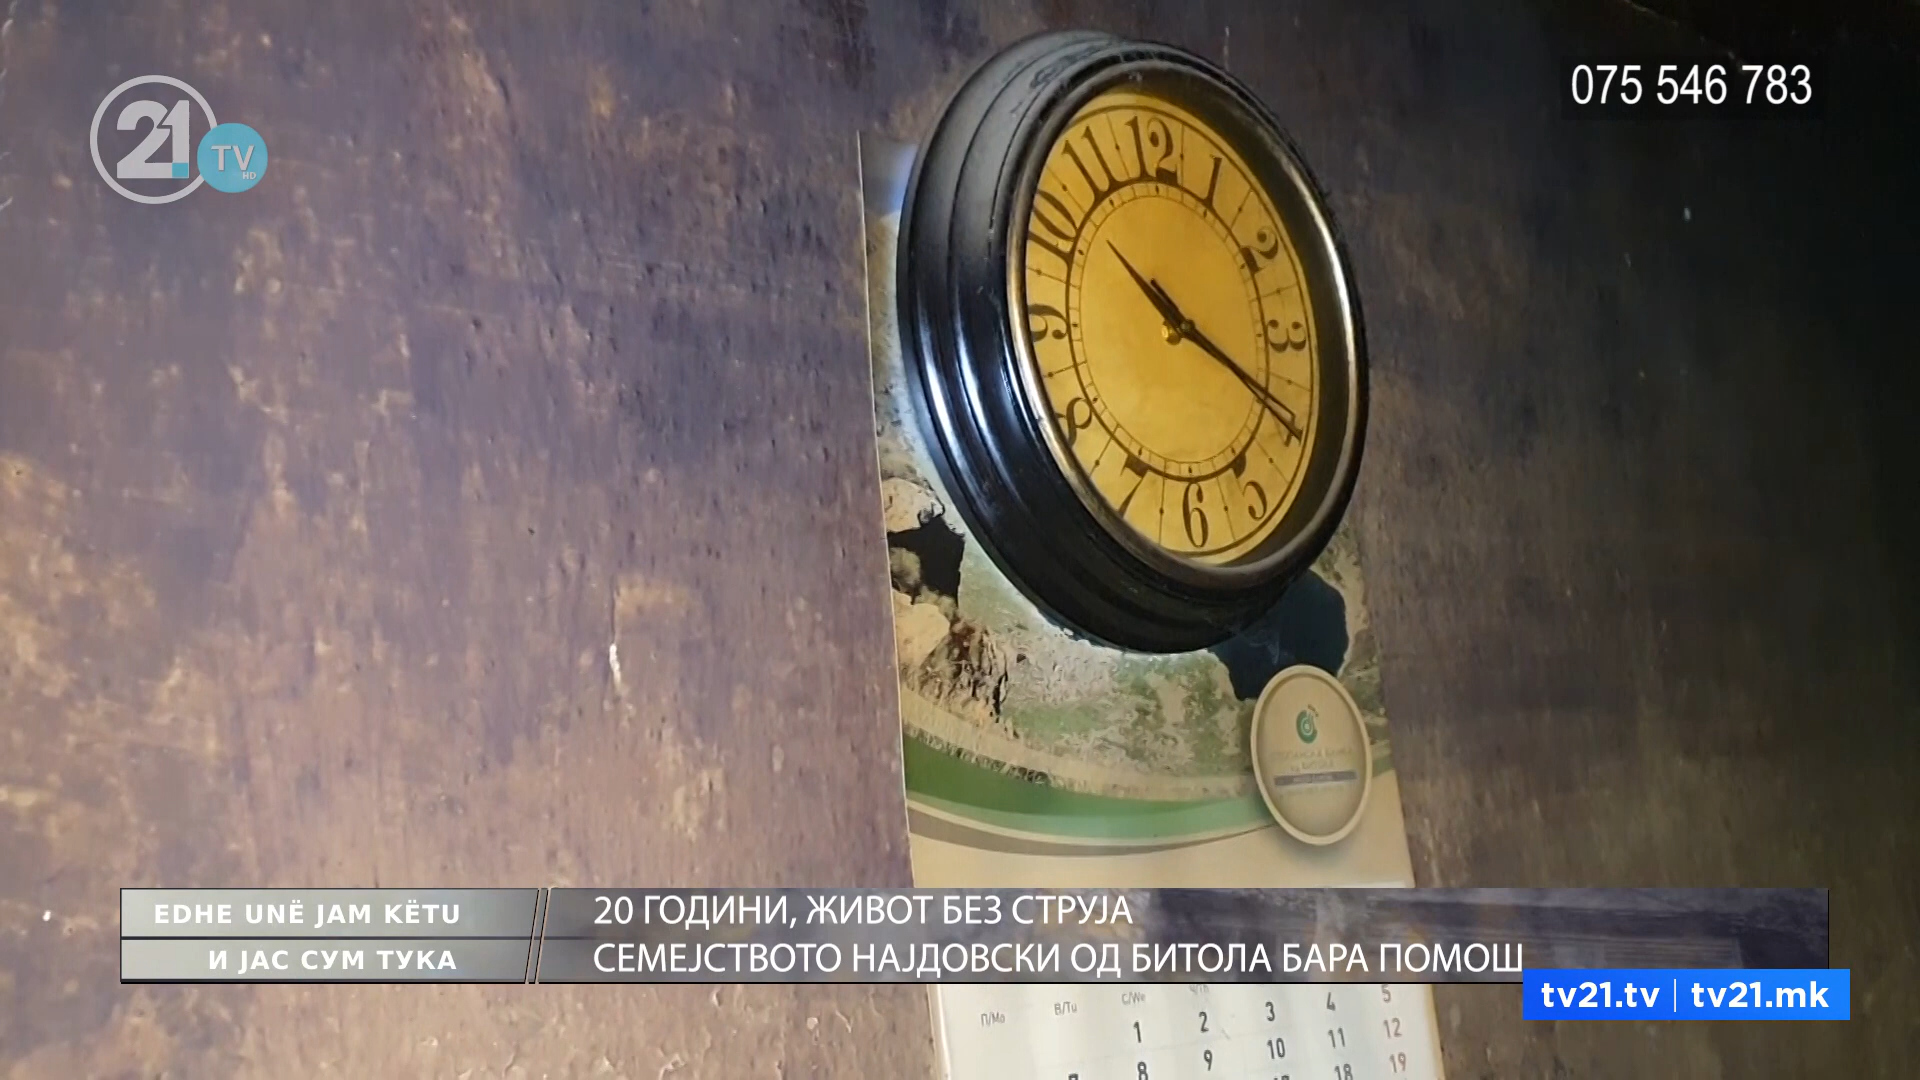 21
TV
HD
075 546 783
12
1
2
3
5
6
7
8
9
10
11
EDHE UNË JAM KËTU
И ЈАС СУМ ТУКА
20 ГОДИНИ, ЖИВОТ БЕЗ СТРУЈА
СЕМЕЈСТВОТО НАЈДОВСКИ ОД БИТОЛА БАРА ПОМОШ
tv21.tv | tv21.mk
П/Mo В/Tu С/We
1 2 3 4 5
8 9 10 11 12
18 19